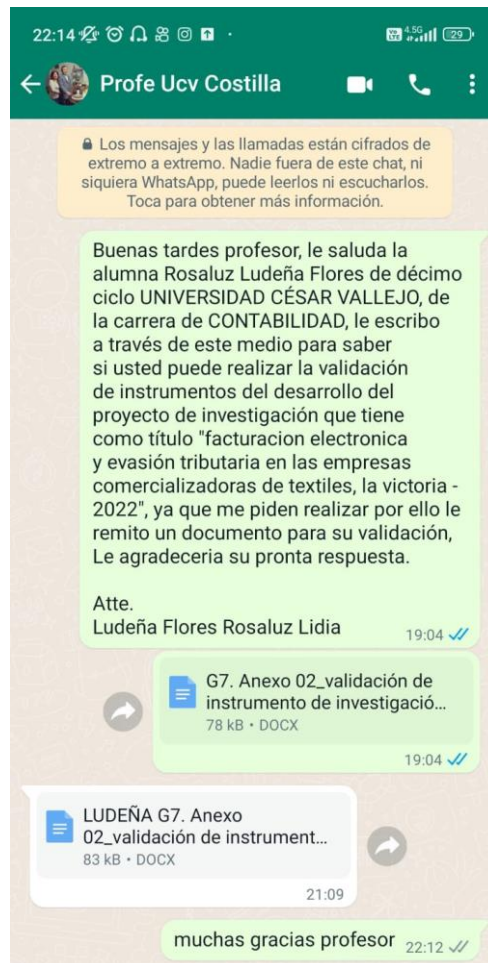 22:14
4.5G
29
Profe Ucv Costilla
Los mensajes y las llamadas están cifrados de
extremo a extremo. Nadie fuera de este chat, ni
siquiera WhatsApp, puede leerlos ni escucharlos.
Toca para obtener más información.
Buenas tardes profesor, le saluda la
alumna Rosaluz Ludeña Flores de décimo
ciclo UNIVERSIDAD CÉSAR VALLEJO, de
la carrera de CONTABILIDAD, le escribo
a través de este medio para saber
si usted puede realizar la validación
de instrumentos del desarrollo del
proyecto de investigación que tiene
como título "facturacion electronica
y evasión tributaria en las empresas
comercializadoras de textiles, la victoria -
2022", ya que me piden realizar por ello le
remito un documento para su validación,
Le agradeceria su pronta respuesta.
Atte.
Ludeña Flores Rosaluz Lidia
19:04
G7. Anexo 02_validación de
instrumento de investigació...
78 kB • DOCX
19:04
LUDEÑA G7. Anexo
02_validación de instrument...
83 kB • DOCX
21:09
muchas gracias profesor 22:12